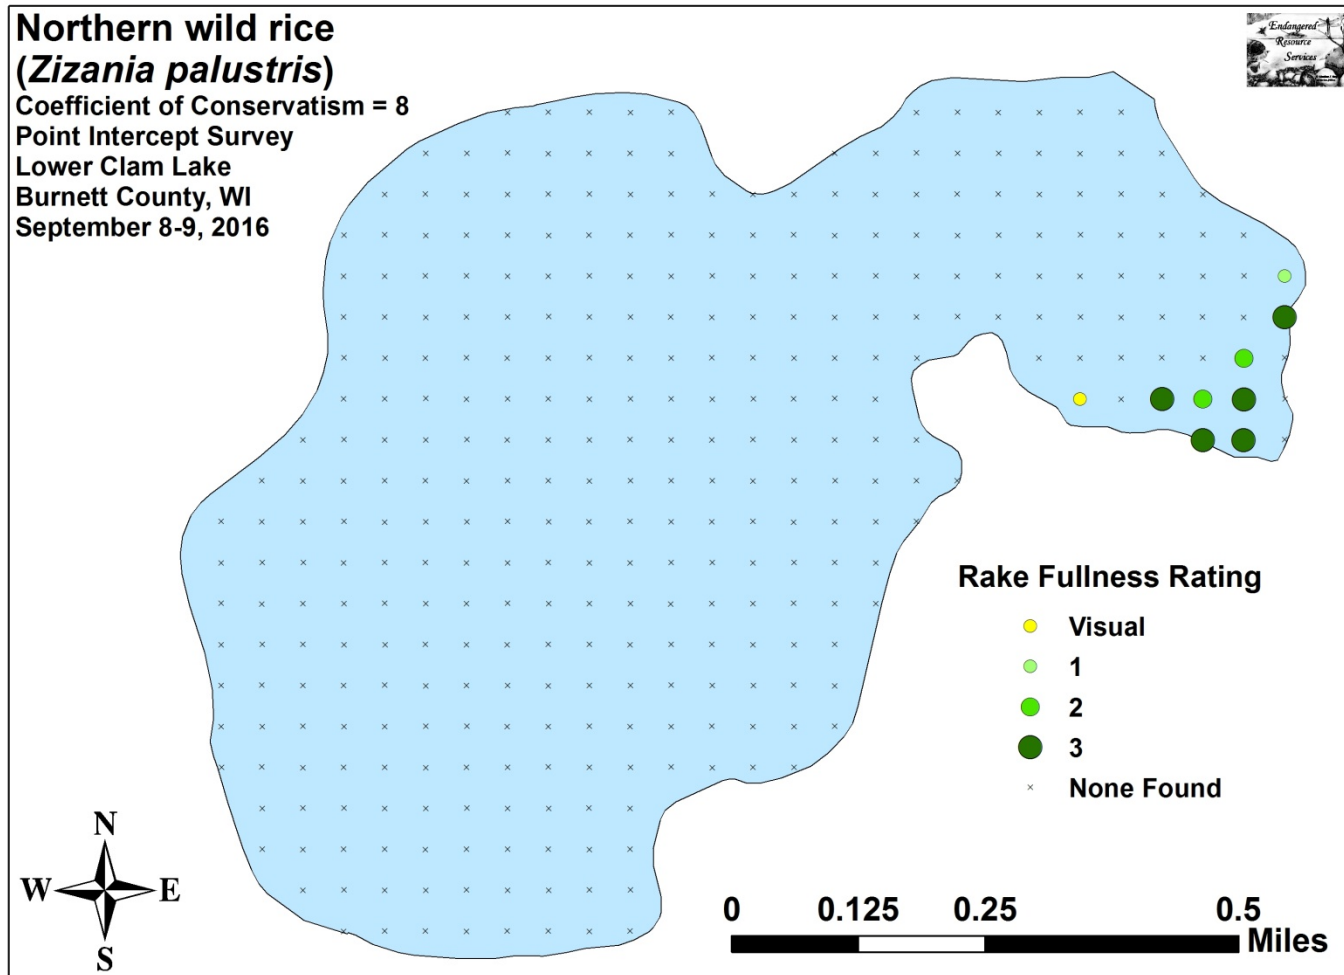 Northern wild rice
(Zizania palustris)
Coefficient of Conservatism = 8
Point Intercept Survey
Lower Clam Lake
Burnett County, WI
September 8-9, 2016
Endangered
Resource
Services
Rake Fullness Rating
Visual
1
2
3
None Found
N
W E
S
0 0.125 0.25 0.5
Miles